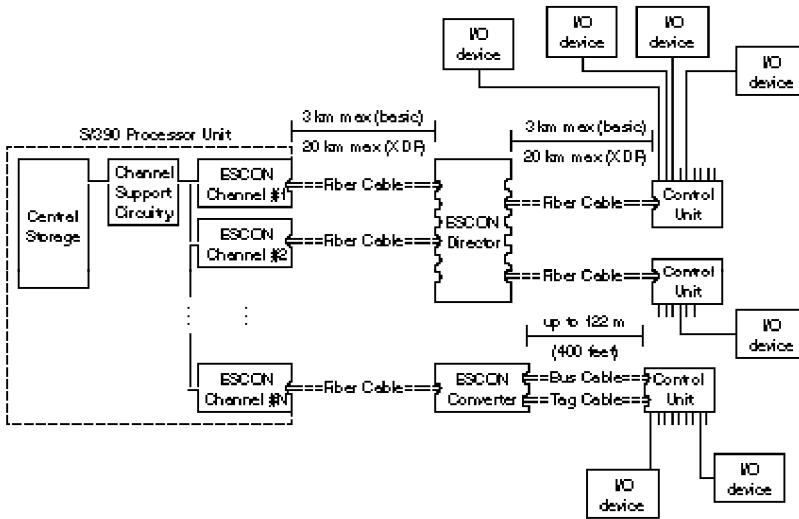 I/O
device
I/O
device
I/O
device
I/O
device
3 km max (basic)
20 km max (XDF)
3 km max (basic)
20 km max (XDF)
S/390 Processor Unit
Central
Storage
Channel
Support
Circuitry
ESCON
Channel #1
Fiber Cable
ESCON
Director
Fiber Cable
Control
Unit
ESCON
Channel #2
Fiber Cable
Fiber Cable
Control
Unit
I/O
device
up to 122 m
(400 feet)
ESCON
Channel #N
Fiber Cable
ESCON
Converter
Bus Cable
Tag Cable
Control
Unit
I/O
device
I/O
device